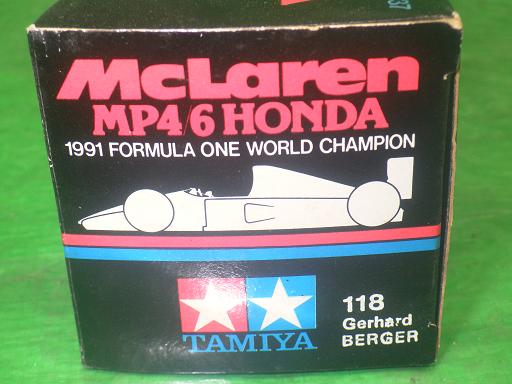 McLaren
MP4/6 HONDA
1991 FORMULA ONE WORLD CHAMPION
TAMIYA
118
Gerhard
BERGER